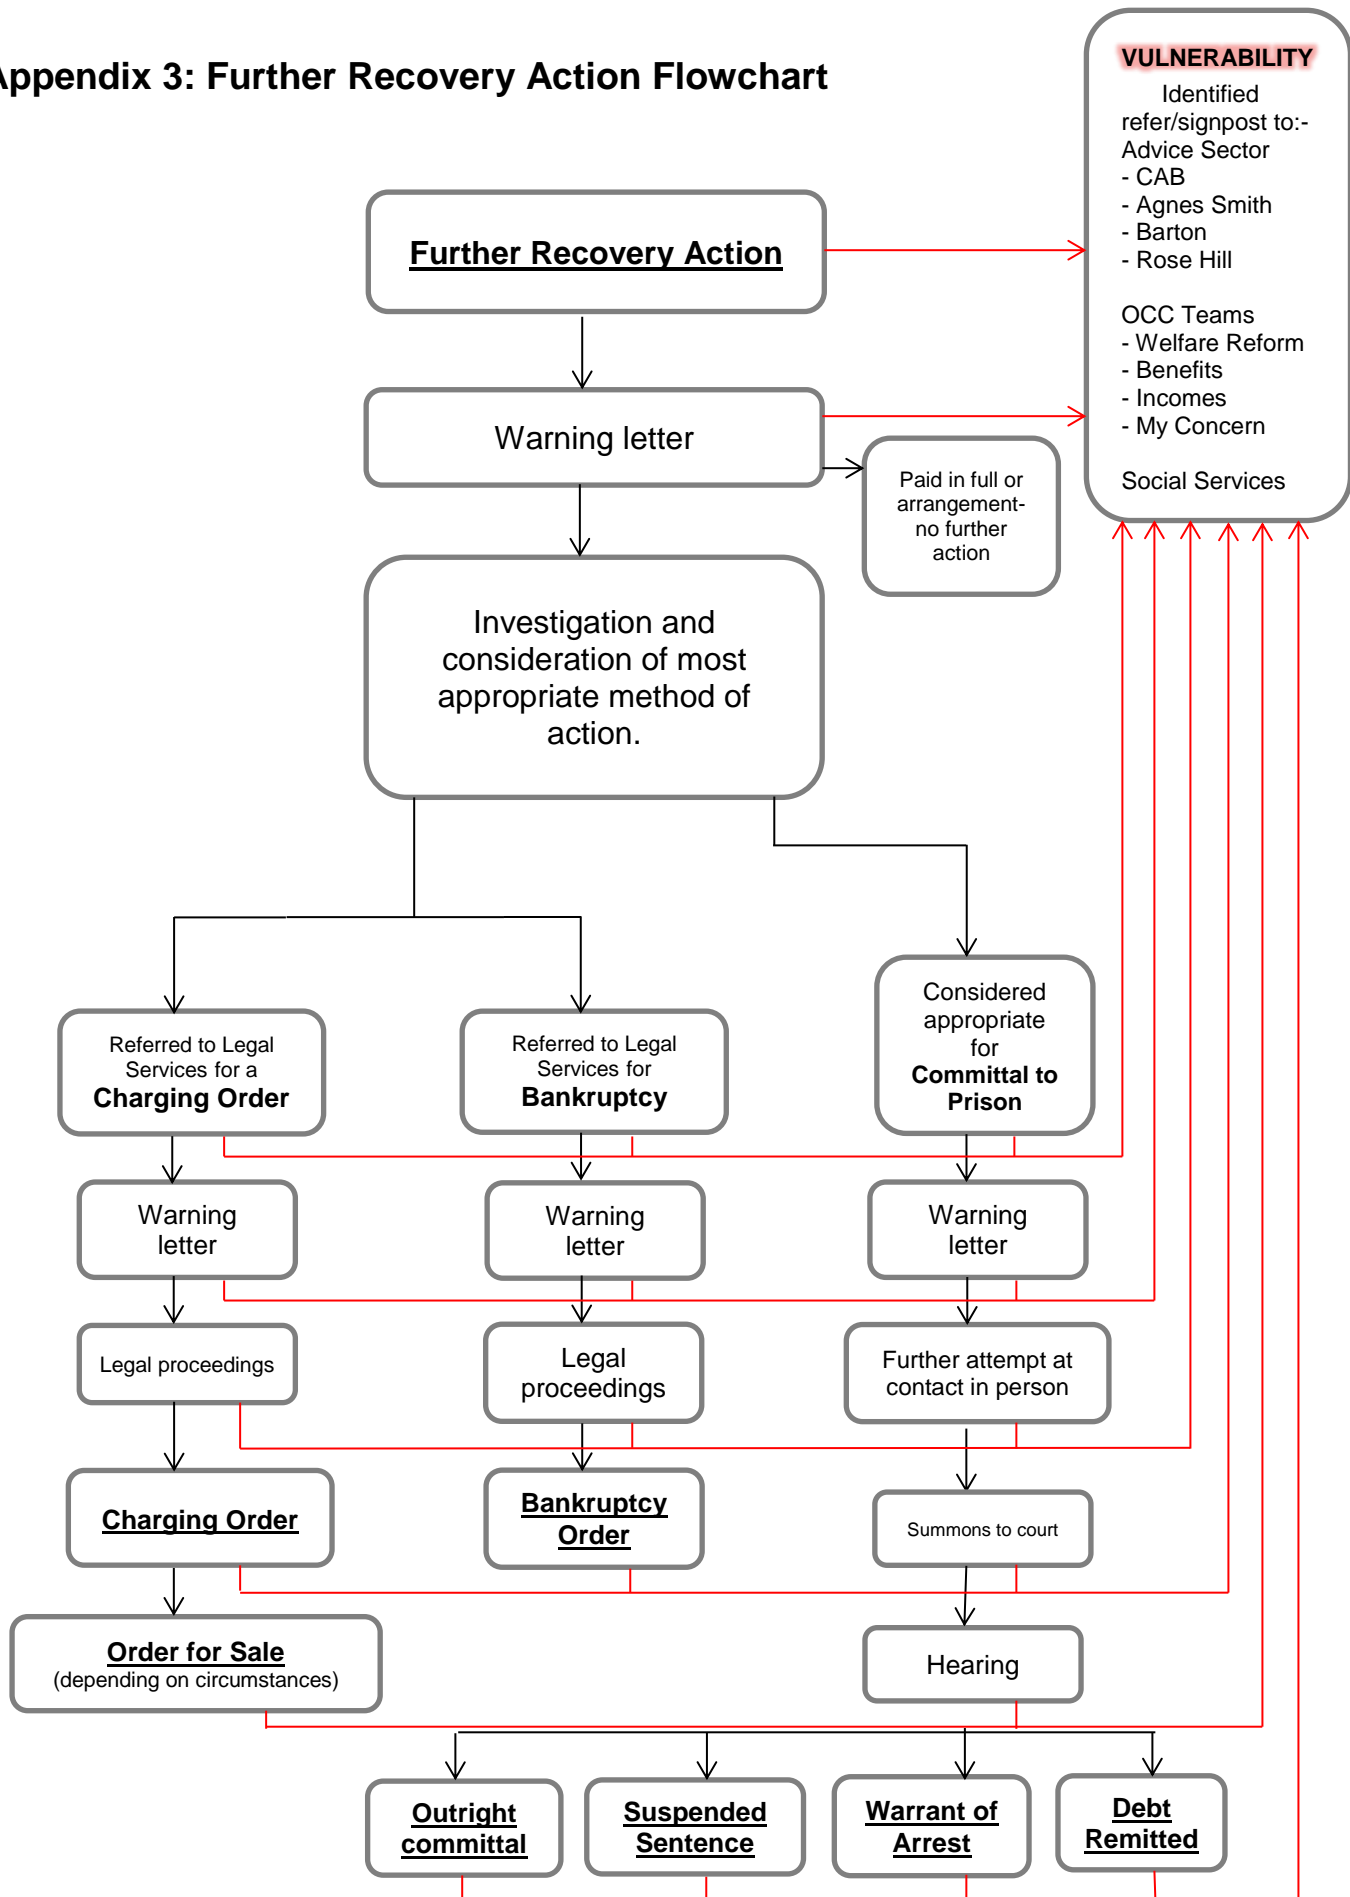 Appendix 3: Further Recovery Action Flowchart
VULNERABILITY
Identified
refer/signpost to:-
Advice Sector
- CAB
- Agnes Smith
- Barton
- Rose Hill
OCC Teams
- Welfare Reform
- Benefits
- Incomes
- My Concern
Social Services
Further Recovery Action
Warning letter
Paid in full or
arrangement-
no further
action
Investigation and
consideration of most
appropriate method of
action.
Referred to Legal
Services for a
Charging Order
Referred to Legal
Services for
Bankruptcy
Considered
appropriate
for
Committal to
Prison
Warning
letter
Warning
letter
Warning
letter
Legal proceedings
Legal
proceedings
Further attempt at
contact in person
Charging Order
Bankruptcy
Order
Summons to court
Order for Sale
(depending on circumstances)
Hearing
Outright
committal
Suspended
Sentence
Warrant of
Arrest
Debt
Remitted